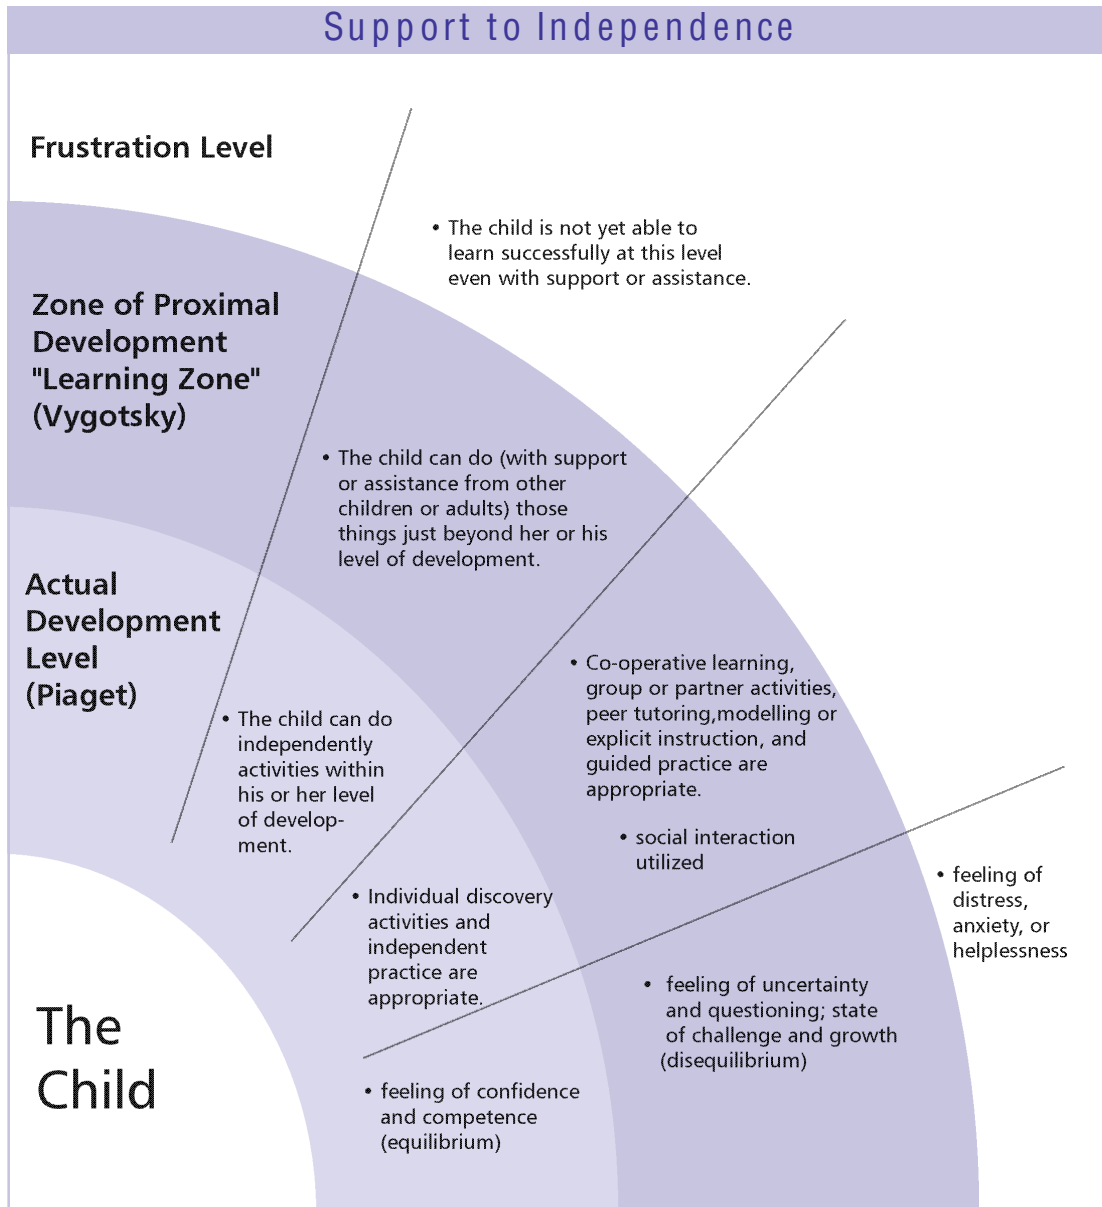 Support to Independence
Frustration Level
• The child is not yet able to
learn successfully at this level
even with support or assistance.
Zone of Proximal
Development
"Learning Zone"
(Vygotsky)
• The child can do (with support
or assistance from other
children or adults) those
things just beyond her or his
level of development.
Actual
Development
Level
(Piaget)
• The child can do
independently
activities within
his or her level
of develop-
ment.
• Co-operative learning,
group or partner activities,
peer tutoring,modelling or
explicit instruction, and
guided practice are
appropriate.
• social interaction
utilized
• Individual discovery
activities and
independent
practice are
appropriate.
• feeling of
distress,
anxiety, or
helplessness
• feeling of uncertainty
and questioning; state
of challenge and growth
(disequilibrium)
• feeling of confidence
and competence
(equilibrium)
The
Child